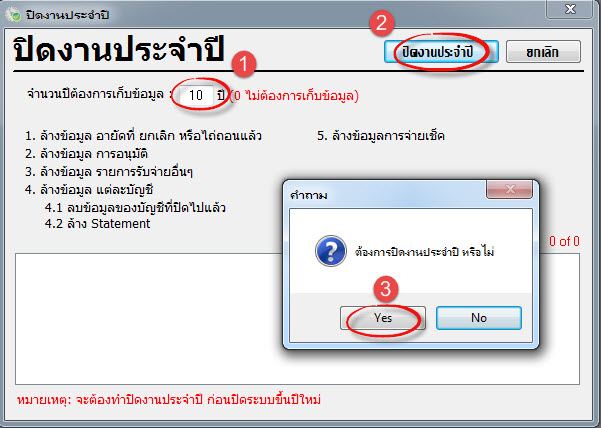 ปิดงานประจำปี
ปิดงานประจำปี
2
ปิดงานประจำปี
ยกเลิก
1
จำนวนปีต้องการเก็บข้อมูล : 10 ปี (0 ไม่ต้องการเก็บข้อมูล)
1. ล้างข้อมูล อายัดที่ ยกเลิก หรือไถ่ถอนแล้ว
5. ล้างข้อมูลการจ่ายเช็ค
2. ล้างข้อมูล การอนุมัติ
3. ล้างข้อมูล รายการรับจ่ายอื่นๆ
4. ล้างข้อมูล แต่ละบัญชี
4.1 ลบข้อมูลของบัญชีที่ปิดไปแล้ว
4.2 ล้าง Statement
คำถาม
0 of 0
ต้องการปิดงานประจำปี หรือไม่
3
Yes
No
หมายเหตุ: จะต้องทำปิดงานประจำปี ก่อนปิดระบบขึ้นปีใหม่